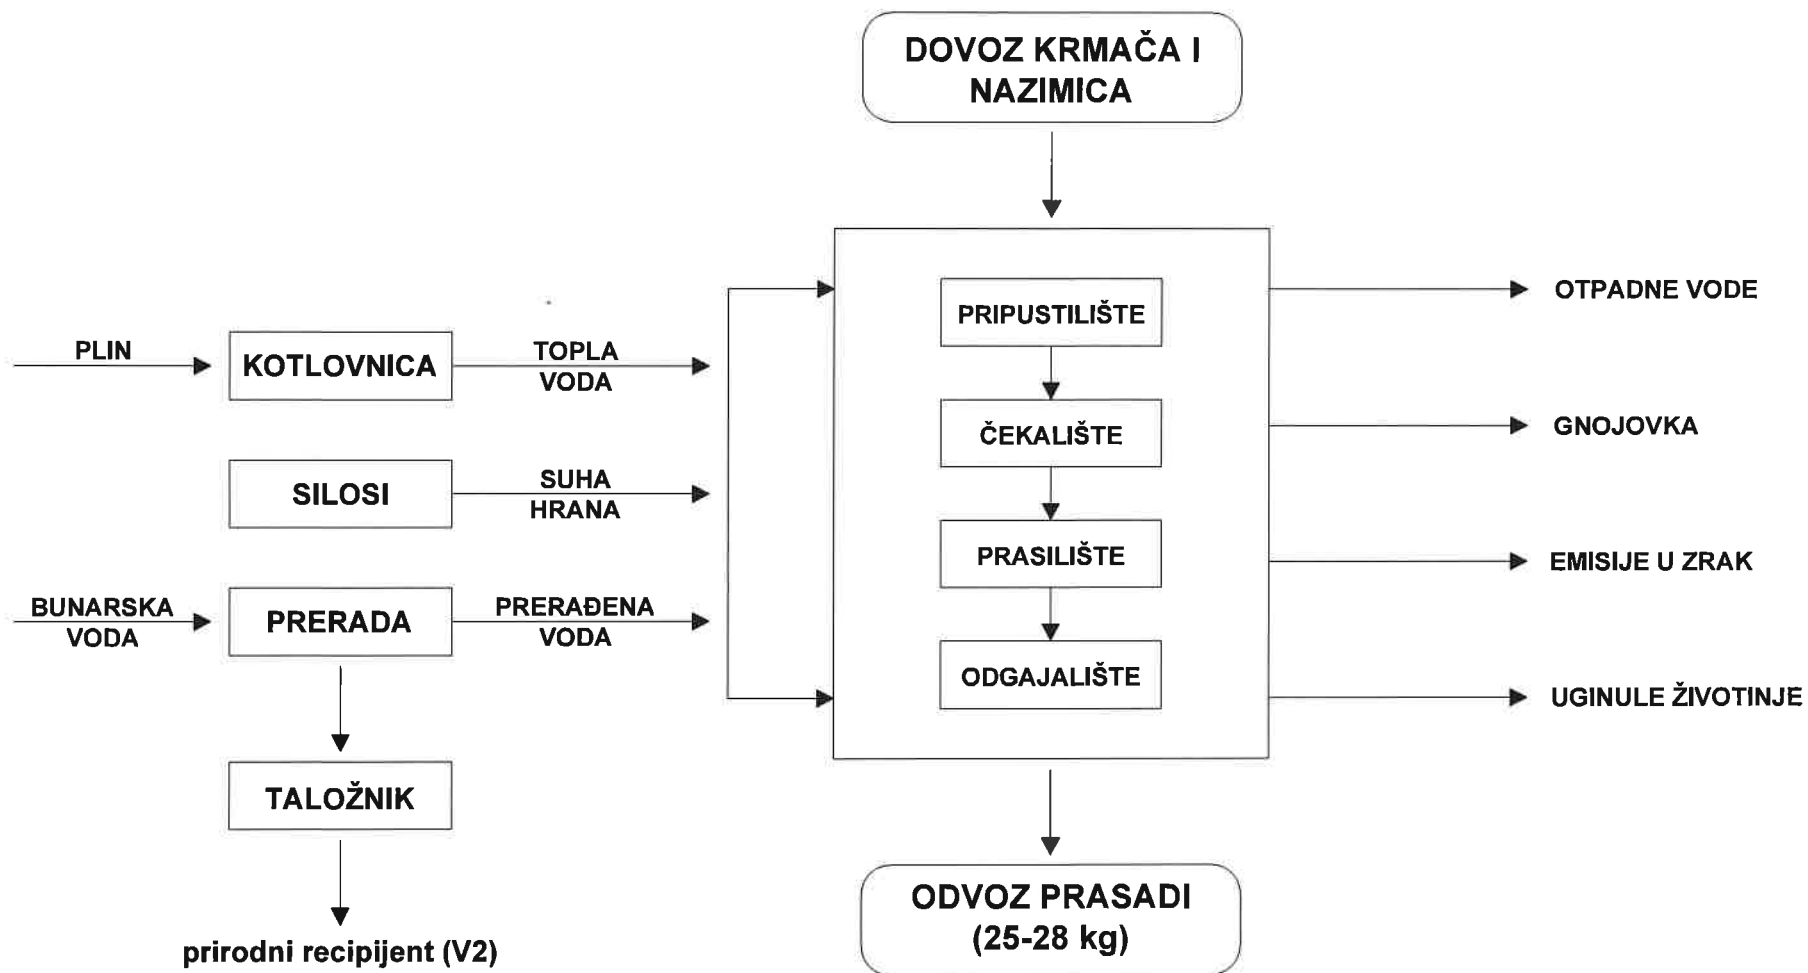 DOVOZ KRMAČA I
NAZIMICA
PLIN
KOTLOVNICA
TOPLA
VODA
SILOSI
SUHA
HRANA
BUNARSKA
VODA
PRERADA
PRERAĐENA
VODA
TALOŽNIK
prirodni recipijent (V2)
PRIPUSTILIŠTE
ČEKALIŠTE
PRASILIŠTE
ODGAJALIŠTE
OTPADNE VODE
GNOJOVKA
EMISIJE U ZRAK
UGINULE ŽIVOTINJE
ODVOZ PRASADI
(25-28 kg)